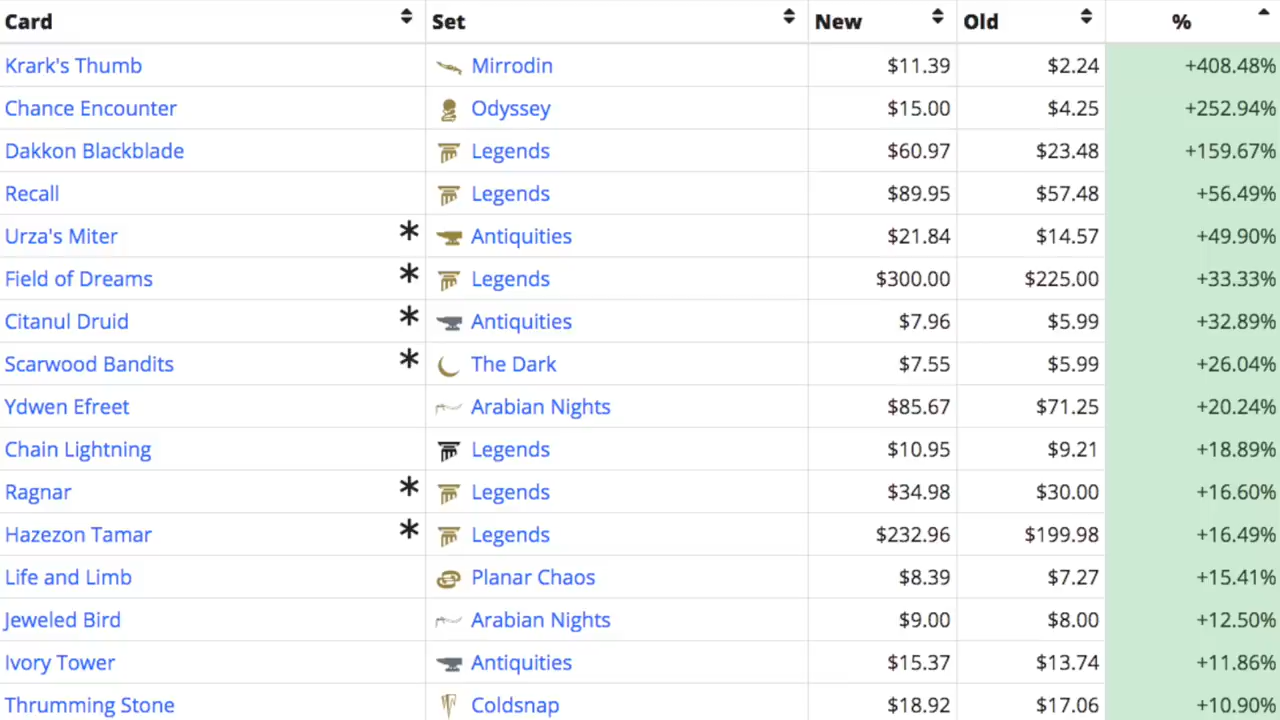 Card Set New Old %
Krark's Thumb Mirrodin $11.39 $2.24 +408.48%
Chance Encounter Odyssey $15.00 $4.25 +252.94%
Dakkon Blackblade Legends $60.97 $23.48 +159.67%
Recall Legends $89.95 $57.48 +56.49%
Urza's Miter * Antiquities $21.84 $14.57 +49.90%
Field of Dreams * Legends $300.00 $225.00 +33.33%
Citanul Druid * Antiquities $7.96 $5.99 +32.89%
Scarwood Bandits * The Dark $7.55 $5.99 +26.04%
Ydwen Efreet Arabian Nights $85.67 $71.25 +20.24%
Chain Lightning Legends $10.95 $9.21 +18.89%
Ragnar * Legends $34.98 $30.00 +16.60%
Hazezon Tamar * Legends $232.96 $199.98 +16.49%
Life and Limb Planar Chaos $8.39 $7.27 +15.41%
Jeweled Bird Arabian Nights $9.00 $8.00 +12.50%
Ivory Tower Antiquities $15.37 $13.74 +11.86%
Thrumming Stone Coldsnap $18.92 $17.06 +10.90%